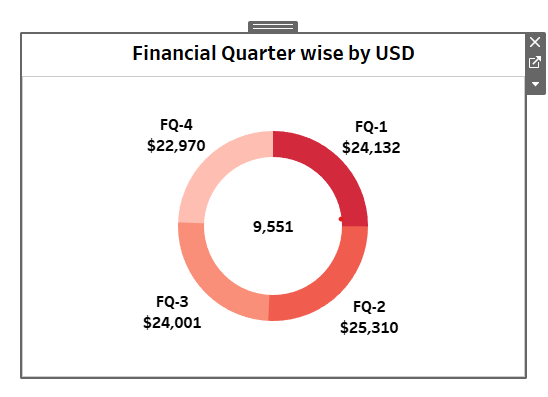 Financial Quarter wise by USD
FQ-4
$22,970
FQ-1
$24,132
9,551
FQ-3
$24,001
FQ-2
$25,310